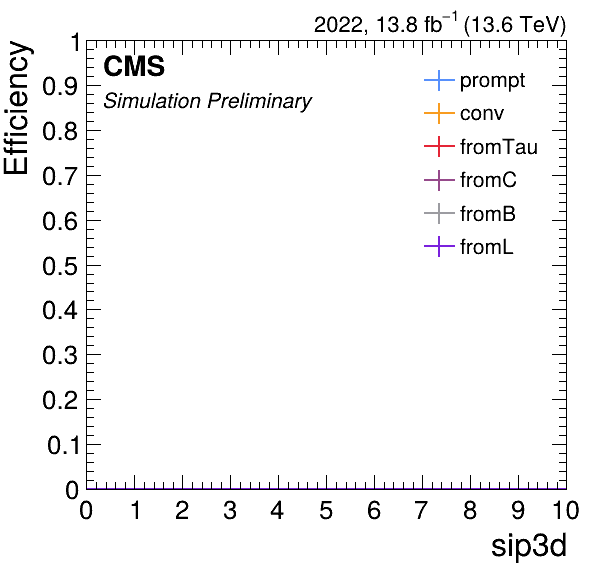 2022, 13.8 fb⁻¹ (13.6 TeV)
CMS
Simulation Preliminary
prompt
conv
fromTau
fromC
fromB
fromL
Efficiency
1
0.9
0.8
0.7
0.6
0.5
0.4
0.3
0.2
0.1
0
0 1 2 3 4 5 6 7 8 9 10
sip3d